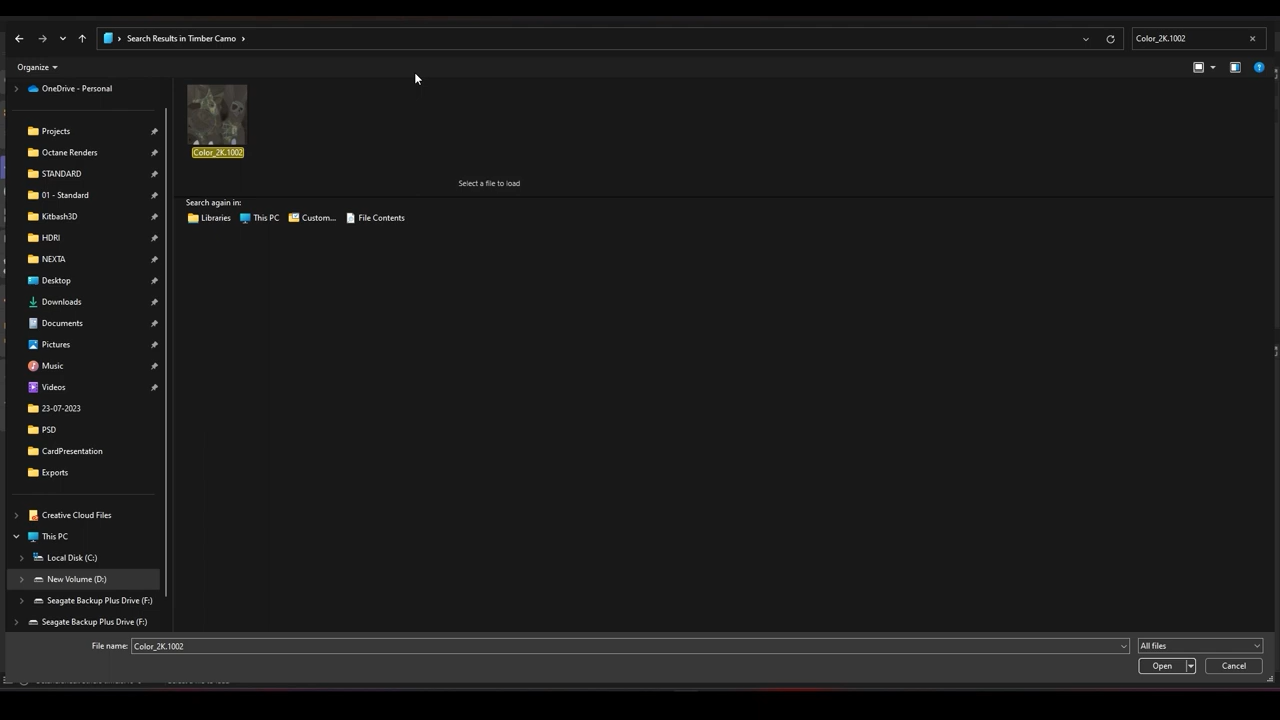 Search Results in Timber Camo
Color_2K.1002
Organize
OneDrive - Personal
Projects
Octane Renders
STANDARD
01 - Standard
Kitbash3D
HDRI
NEXTA
Desktop
Downloads
Documents
Pictures
Music
Videos
23-07-2023
PSD
CardPresentation
Exports
Creative Cloud Files
This PC
Local Disk (C:)
New Volume (D:)
Seagate Backup Plus Drive (F:)
Seagate Backup Plus Drive (F:)
Color_2K.1002
Select a file to load
Search again in:
Libraries
This PC
Custom...
File Contents
File name:
Color_2K.1002
All files
Open
Cancel